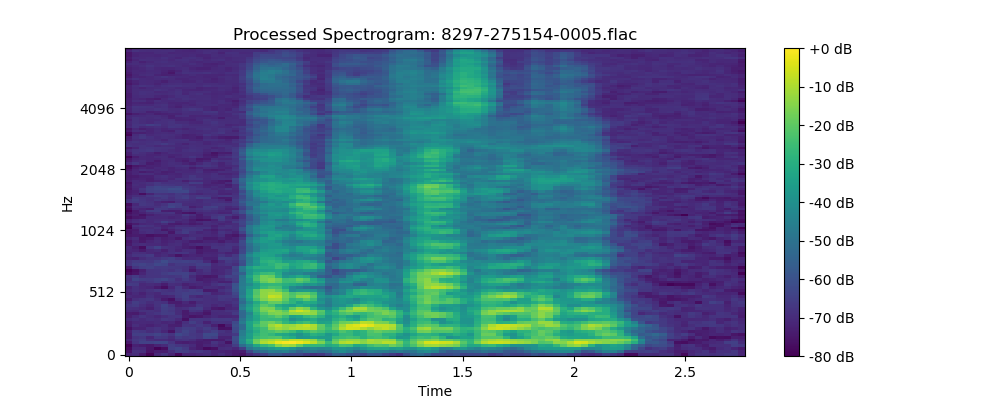 Processed Spectrogram: 8297-275154-0005.flac
Hz
4096
2048
1024
512
0
0
0.5
1
1.5
2
2.5
Time
+0 dB
-10 dB
-20 dB
-30 dB
-40 dB
-50 dB
-60 dB
-70 dB
-80 dB